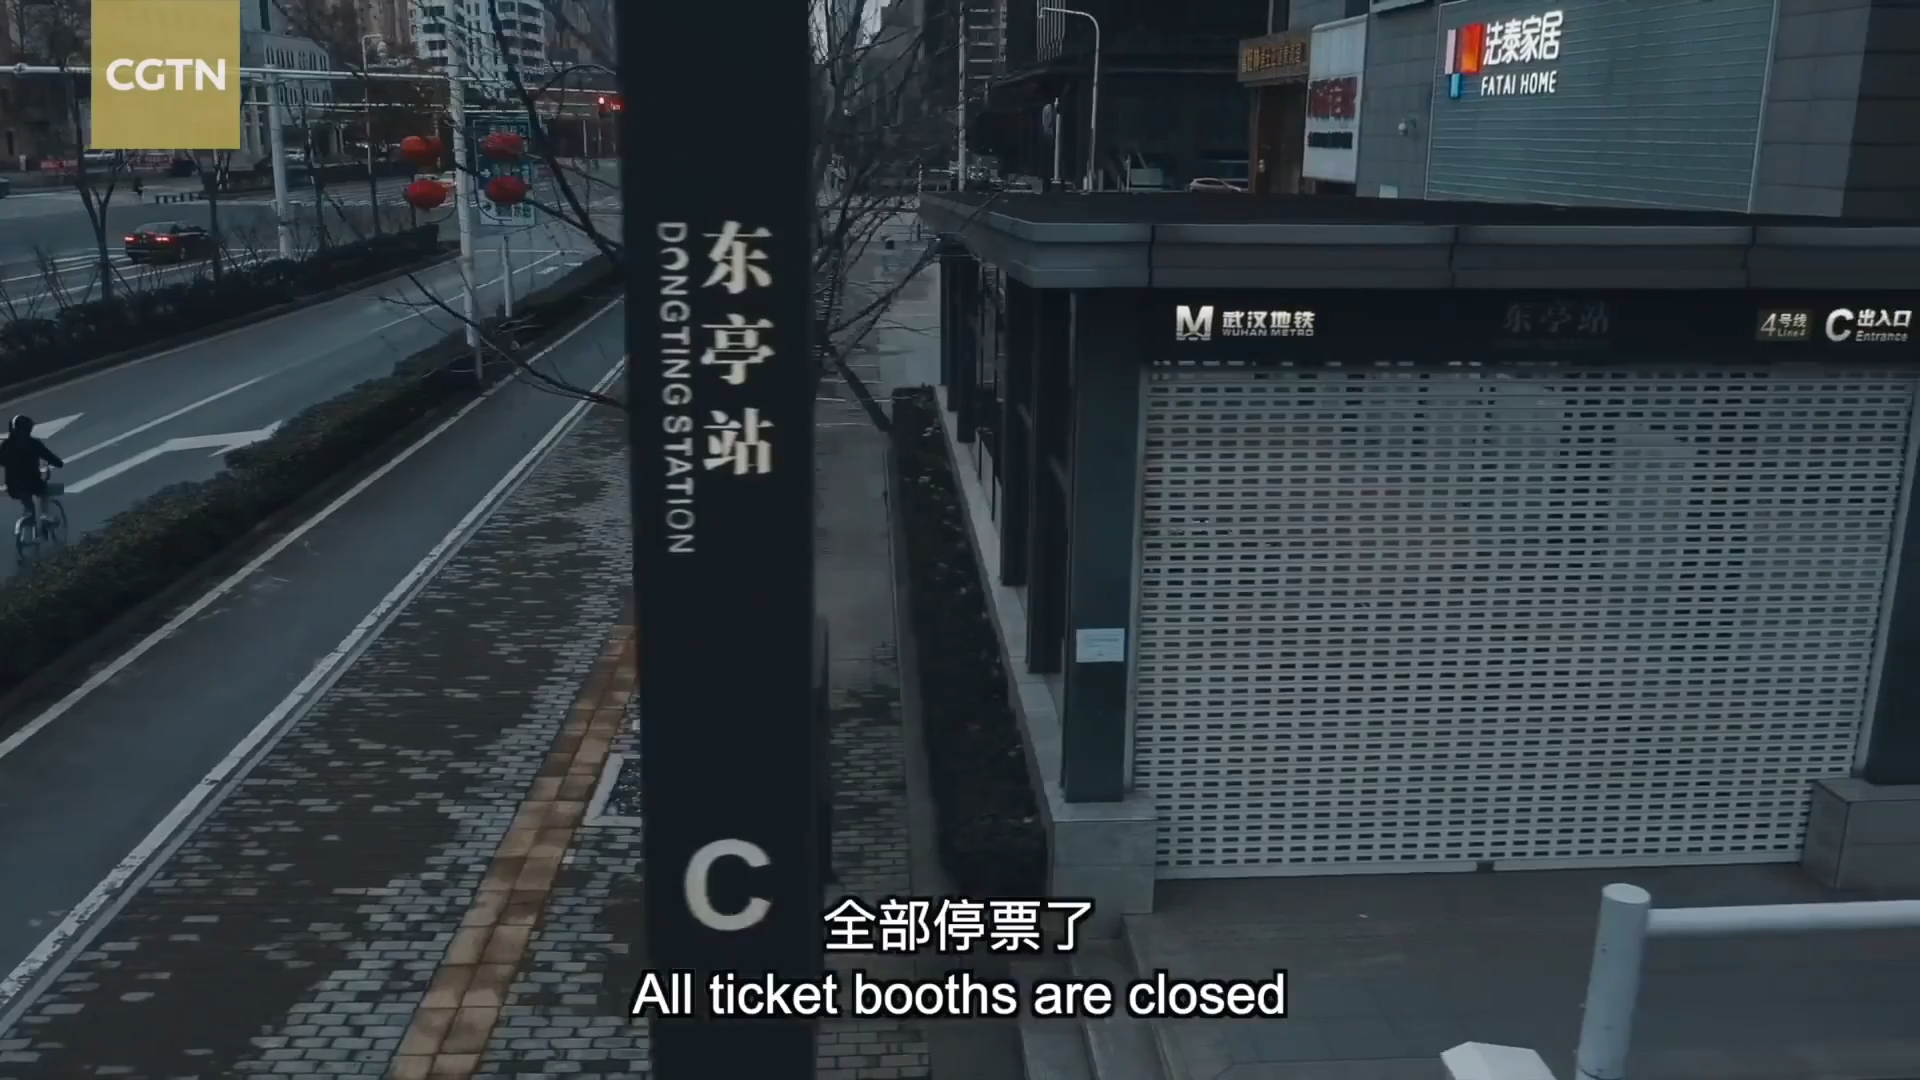 CGTN
法泰家居
FATAI HOME
东亭站
DONGTING STATION
武汉地铁
WUHAN METRO
东亭站
4号线
Line 4
C 出入口
Entrance
C
全部停票了
All ticket booths are closed